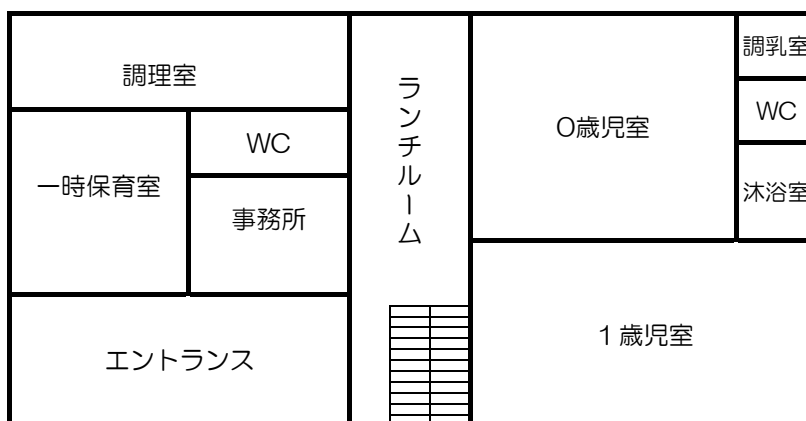 調理室
WC
一時保育室
事務所
エントランス
ランチルーム
0歳児室
調乳室
WC
沐浴室
１歳児室